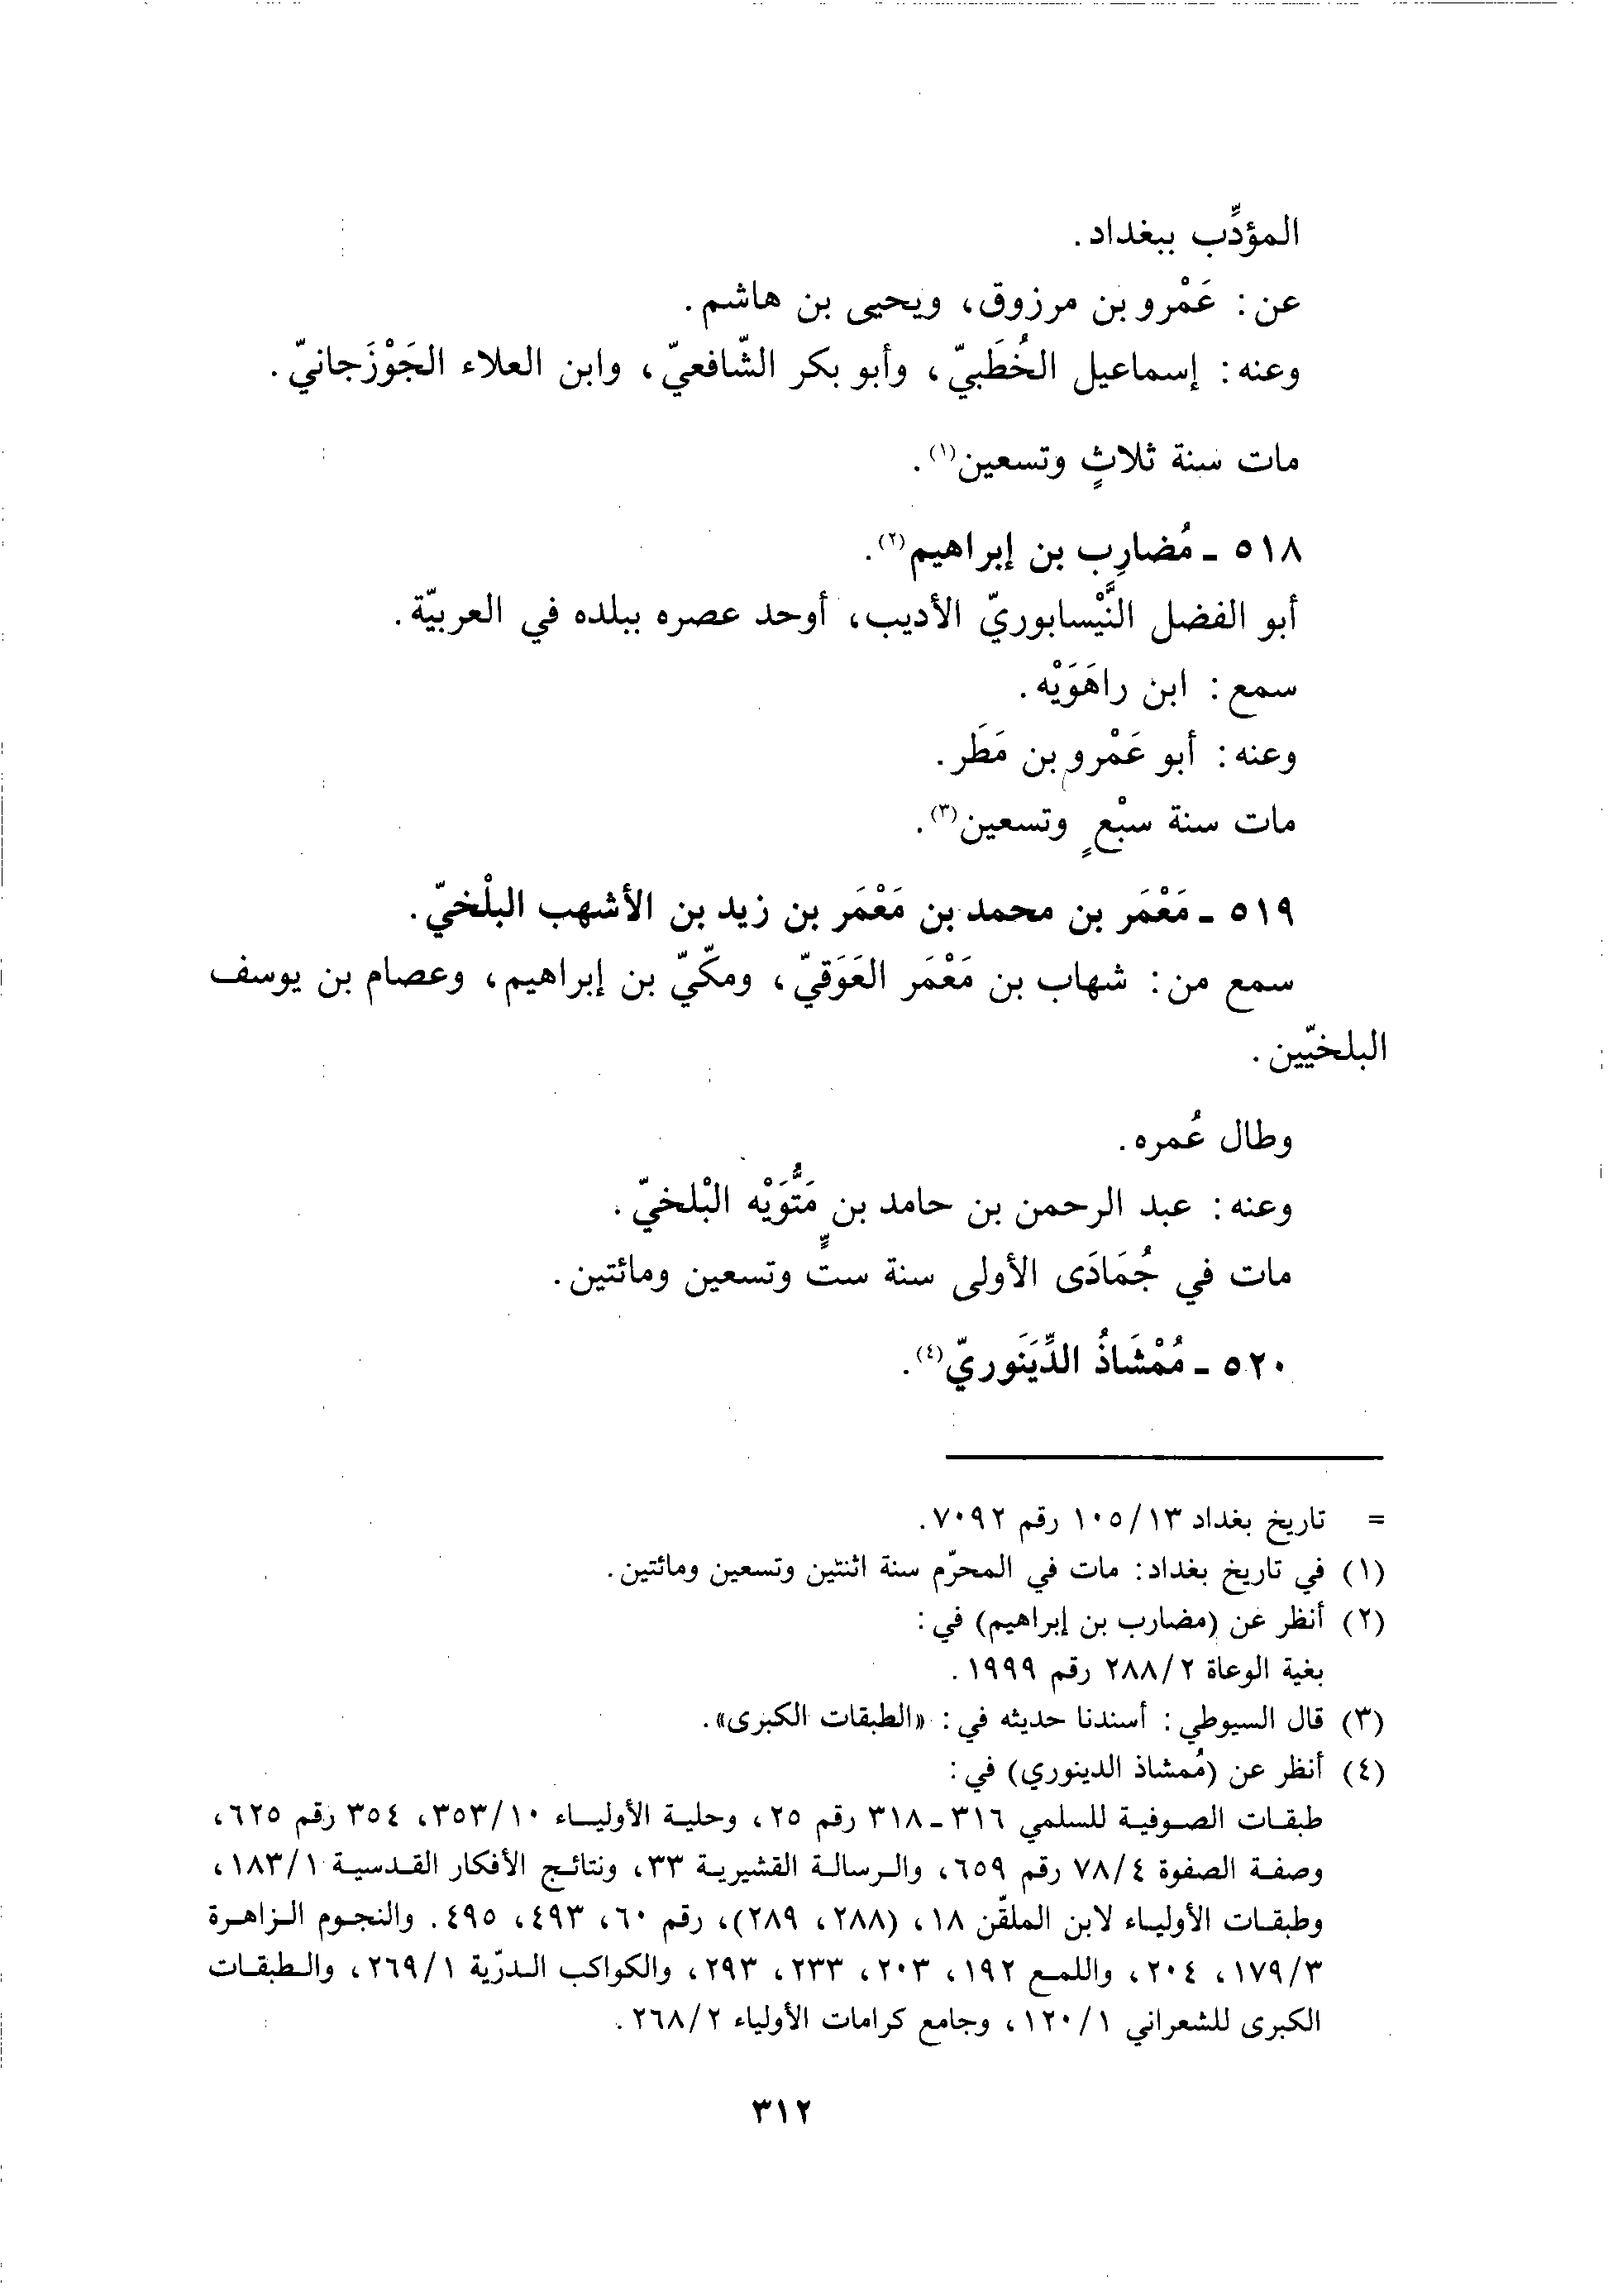 المؤدِّب ببغداد.
عن: عَمْرو بن مرزوق، ويحيى بن هاشم.
وعنه: إسماعيل الخُطَبيّ، وأبو بكر الشّافعيّ، وابن العلاء الجَوْزَجانيّ.
مات سنة ثلاثٍ وتسعين(١).
٥١٨ ـ مُضارِب بن إبراهيم(٢).
أبو الفضل النَّيْسابوريّ الأديب، أوحد عصره ببلده في العربيّة.
سمع: ابن راهَوَيْه.
وعنه: أبو عَمْرو بن مَطَر.
مات سنة سبْعٍ وتسعين(٣).
٥١٩ ـ مَعْمَر بن محمد بن مَعْمَر بن زيد بن الأشهب البلْخيّ.
سمع من: شهاب بن مَعْمَر العَوَقيّ، ومكّيّ بن إبراهيم، وعصام بن يوسف
البلخيّين.
وطال عُمره.
وعنه: عبد الرحمن بن حامد بن مَتُّوَيْه البْلخيّ.
مات في جُمَادَى الأولى سنة ستٍّ وتسعين ومائتين.
٥٢٠ ـ مُمْشَاذُ الدِّيَنَوريّ(٤).
= تاريخ بغداد ١٠٥/١٣ رقم ٧٠٩٢.
(١) في تاريخ بغداد: مات في المحرّم سنة اثنتين وتسعين ومائتين.
(٢) أنظر عن (مضارب بن إبراهيم) في:
بغية الوعاة ٢٨٨/٢ رقم ١٩٩٩.
(٣) قال السيوطي: أسندنا حديثه في: «الطبقات الكبرى».
(٤) أنظر عن (مُمشاذ الدينوري) في:
طبقات الصوفية للسلمي ٣١٦ ـ ٣١٨ رقم ٢٥، وحلية الأولياء ٣٥٣/١٠، ٣٥٤ رقم ٦٢٥،
وصفة الصفوة ٧٨/٤ رقم ٦٥٩، والرسالة القشيرية ٣٣، ونتائج الأفكار القدسية ١٨٣/١،
وطبقات الأولياء لابن الملقّن ١٨، (٢٨٨، ٢٨٩)، رقم ٦٠، ٤٩٣، ٤٩٥. والنجوم الزاهرة
١٧٩/٣، ٢٠٤، واللمع ١٩٢، ٢٠٣، ٢٣٣، ٢٩٣، والكواكب الدرّية ٢٦٩/١، والطبقات
الكبرى للشعراني ١٢٠/١، وجامع كرامات الأولياء ٢٦٨/٢.
٣١٢